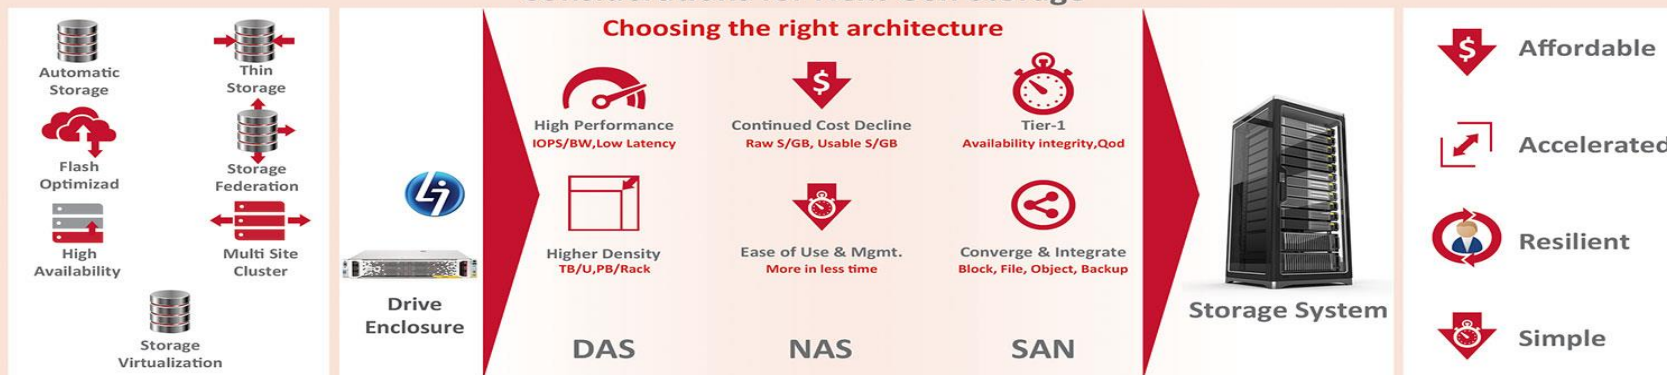 Choosing the right architecture
Automatic
Storage
Thin
Storage
Flash
Optimizad
Storage
Federation
High
Availability
Multi Site
Cluster
Storage
Virtualization
Drive
Enclosure
High Performance
IOPS/BW,Low Latency
Continued Cost Decline
Raw S/GB, Usable S/GB
Tier-1
Availability integrity,Qod
Higher Density
TB/U,PB/Rack
Ease of Use & Mgmt.
More in less time
Converge & Integrate
Block, File, Object, Backup
DAS
NAS
SAN
Storage System
$
Affordable
Accelerated
Resilient
Simple